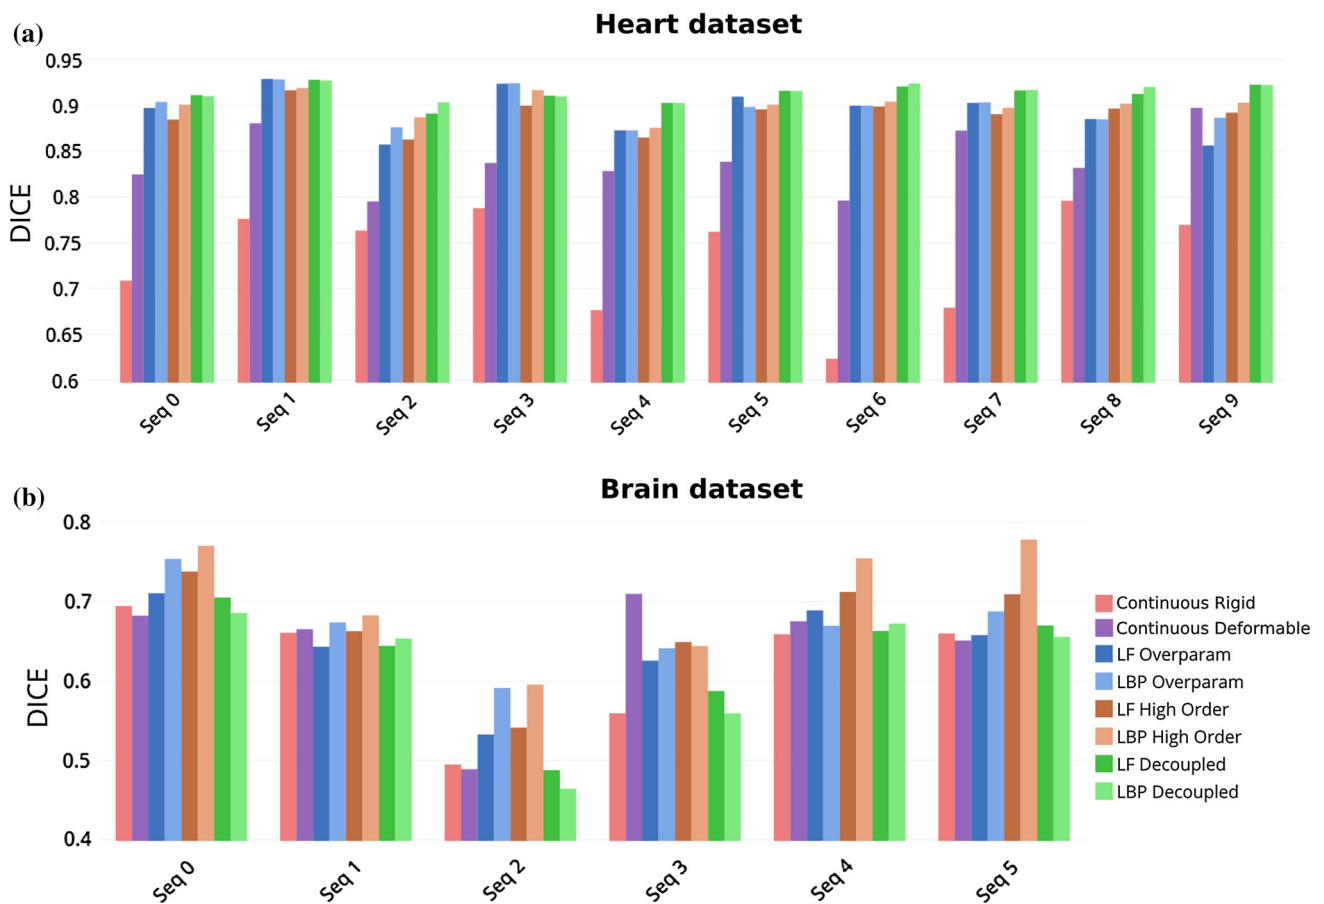 (a)
Heart dataset
DICE
0.95
0.9
0.85
0.8
0.75
0.7
0.65
0.6
Seq 0
Seq 1
Seq 2
Seq 3
Seq 4
Seq 5
Seq 6
Seq 7
Seq 8
Seq 9
(b)
Brain dataset
DICE
0.8
0.7
0.6
0.5
0.4
Seq 0
Seq 1
Seq 2
Seq 3
Seq 4
Seq 5
Continuous Rigid
Continuous Deformable
LF Overparam
LBP Overparam
LF High Order
LBP High Order
LF Decoupled
LBP Decoupled